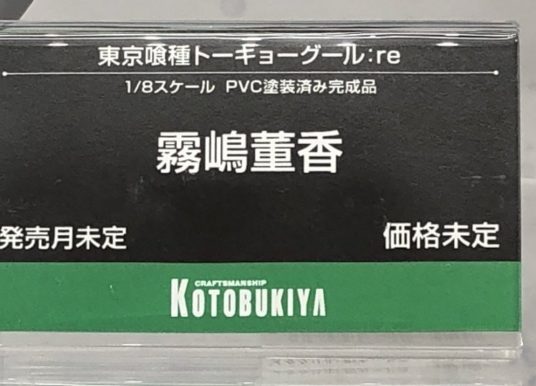 東京喰種トーキョーグール:re
1/8スケール PVC塗装済み完成品
霧嶋董香
発売月未定 価格未定
CRAFTSMANSHIP
KOTOBUKIYA